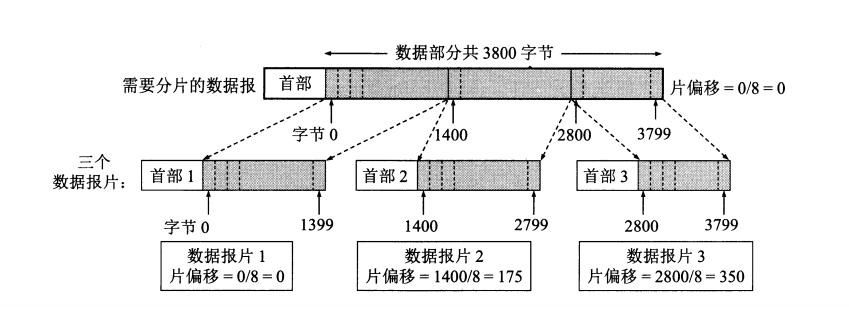 数据部分共 3800 字节
需要分片的数据报
首部
片偏移 = 0/8 = 0
字节 0
1400
2800
3799
三个
数据报片：
首部 1
首部 2
首部 3
字节 0
1399
1400
2799
2800
3799
数据报片 1
片偏移 = 0/8 = 0
数据报片 2
片偏移 = 1400/8 = 175
数据报片 3
片偏移 = 2800/8 = 350